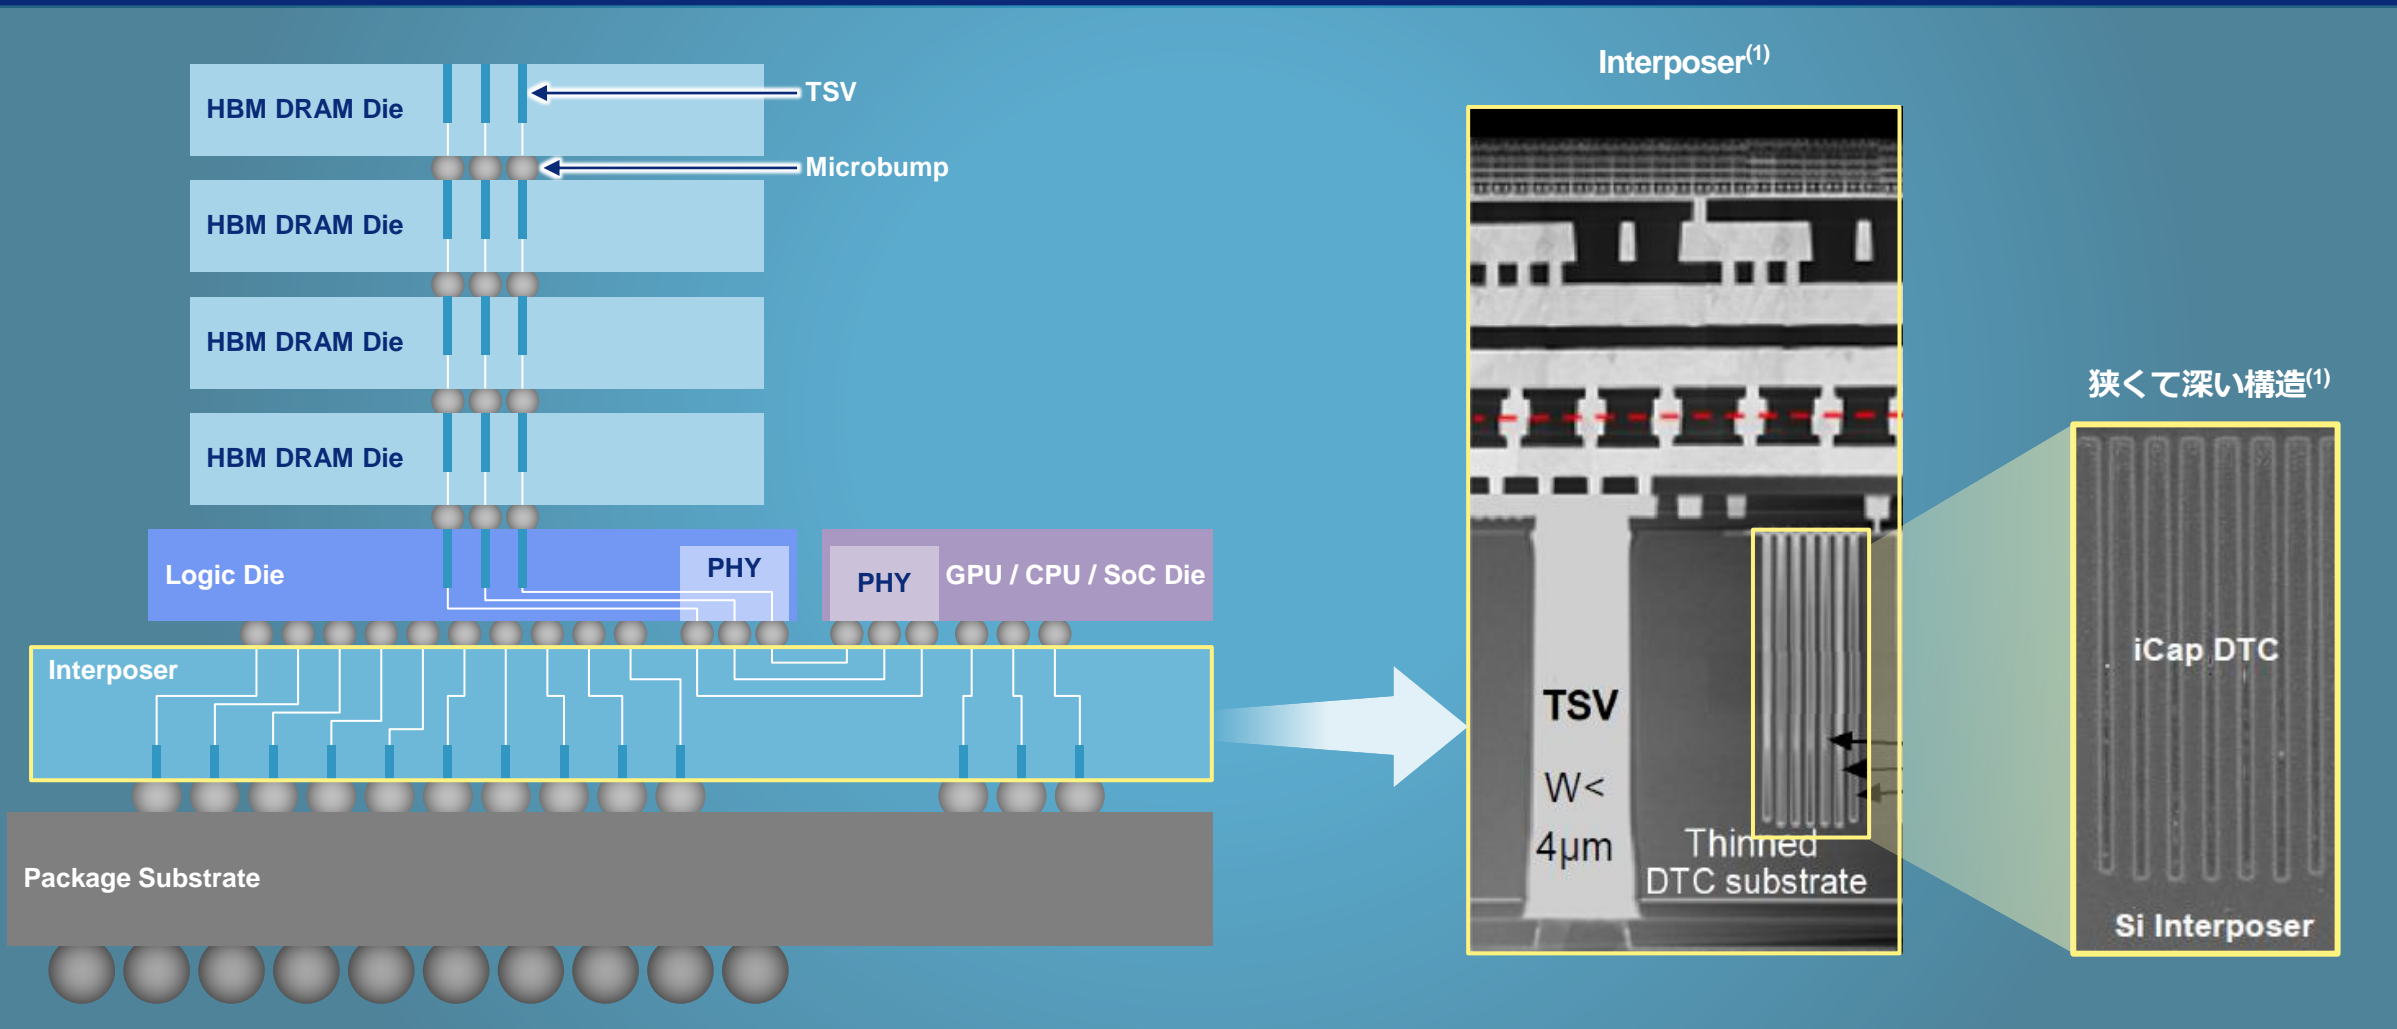 HBM DRAM Die
TSV
Microbump
HBM DRAM Die
HBM DRAM Die
HBM DRAM Die
Logic Die
PHY
PHY
GPU / CPU / SoC Die
Interposer
Package Substrate
Interposer(1)
TSV
W<
4μm
Thinned
DTC substrate
狭くて深い構造(1)
iCap DTC
Si Interposer